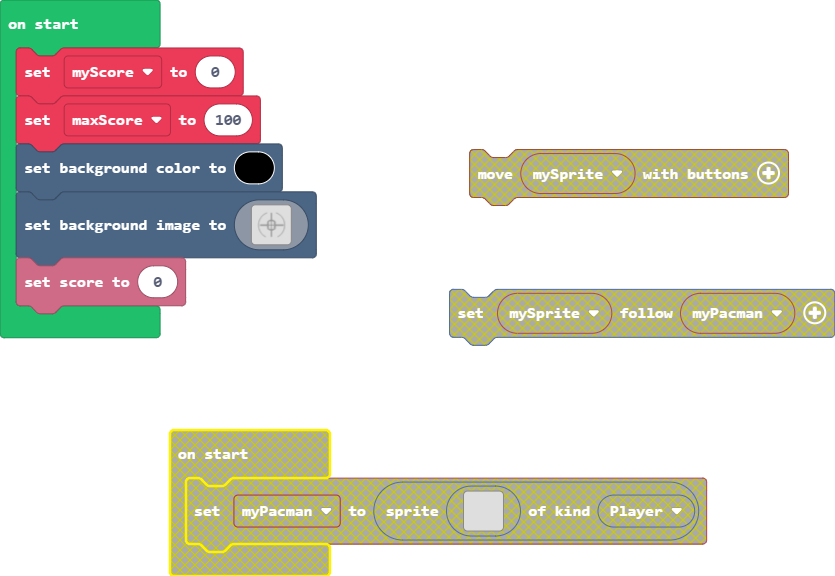 on start
set myScore to 0
set maxScore to 100
set background color to
move mySprite with buttons
set background image to
set score to 0
set mySprite follow myPacman
on start
set myPacman to sprite of kind Player